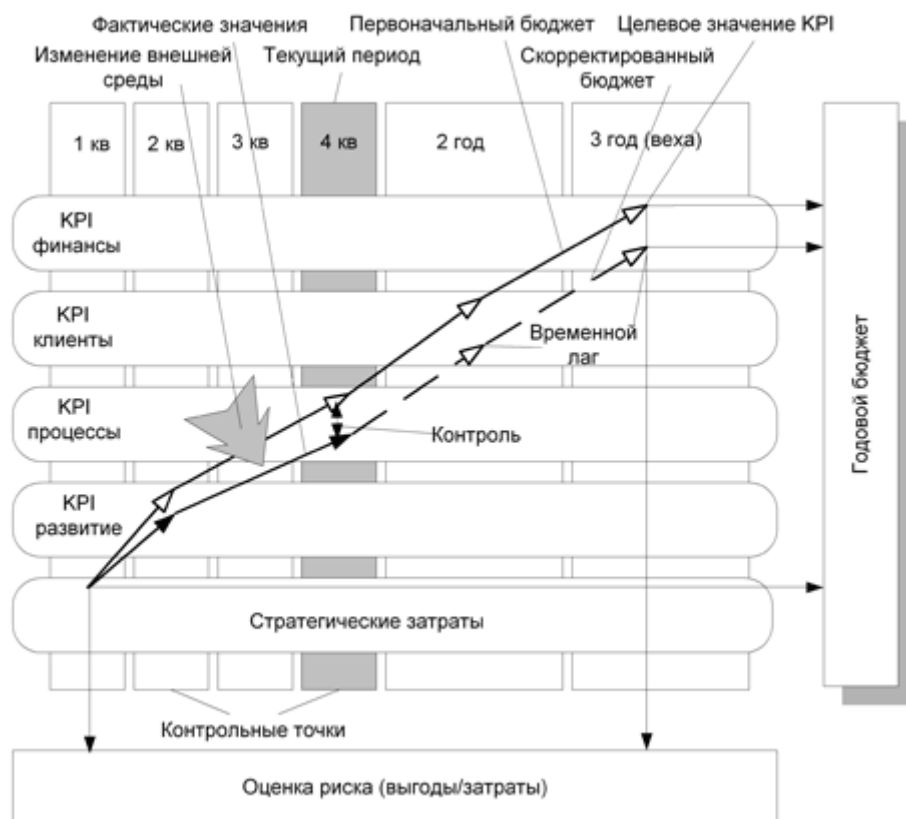 Фактические значения
Первоначальный бюджет
Целевое значение KPI
Изменение внешней
среды
Текущий период
Скорректированный
бюджет
1 кв
2 кв
3 кв
4 кв
2 год
3 год (веха)
KPI
финансы
KPI
клиенты
Временной
лаг
KPI
процессы
Контроль
KPI
развитие
Стратегические затраты
Годовой бюджет
Контрольные точки
Оценка риска (выгоды/затраты)